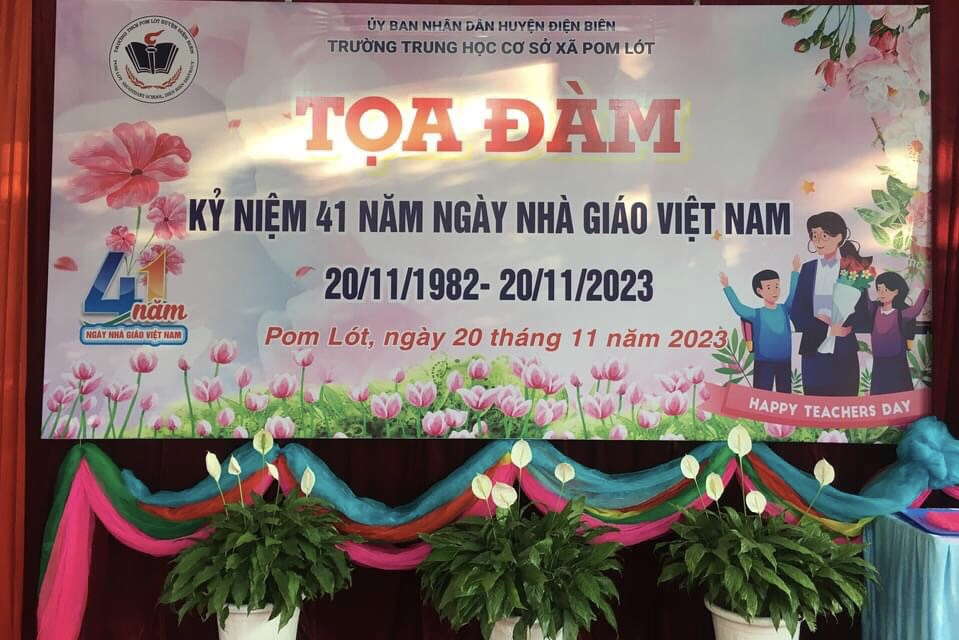 ỦY BAN NHÂN DÂN HUYỆN ĐIỆN BIÊN
TRƯỜNG TRUNG HỌC CƠ SỞ XÃ POM LÓT
TRƯỜNG THCS POM LÓT HUYỆN ĐIỆN BIÊN
POM LOT SECONDARY SCHOOL, DIEN BIEN DISTRICT
TỌA ĐÀM
KỶ NIỆM 41 NĂM NGÀY NHÀ GIÁO VIỆT NAM
20/11/1982- 20/11/2023
Pom Lót, ngày 20 tháng 11 năm 2023
41
năm
NGÀY NHÀ GIÁO VIỆT NAM
HAPPY TEACHERS DAY